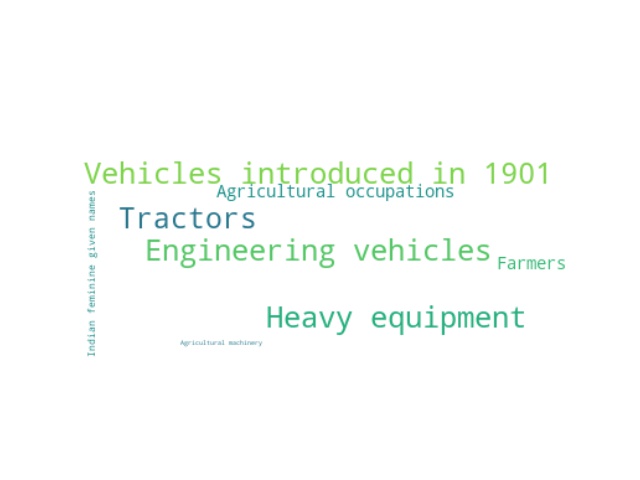 Vehicles introduced in 1901
Agricultural occupations
Indian feminine given names
Tractors
Engineering vehicles
Farmers
Heavy equipment
Agricultural machinery